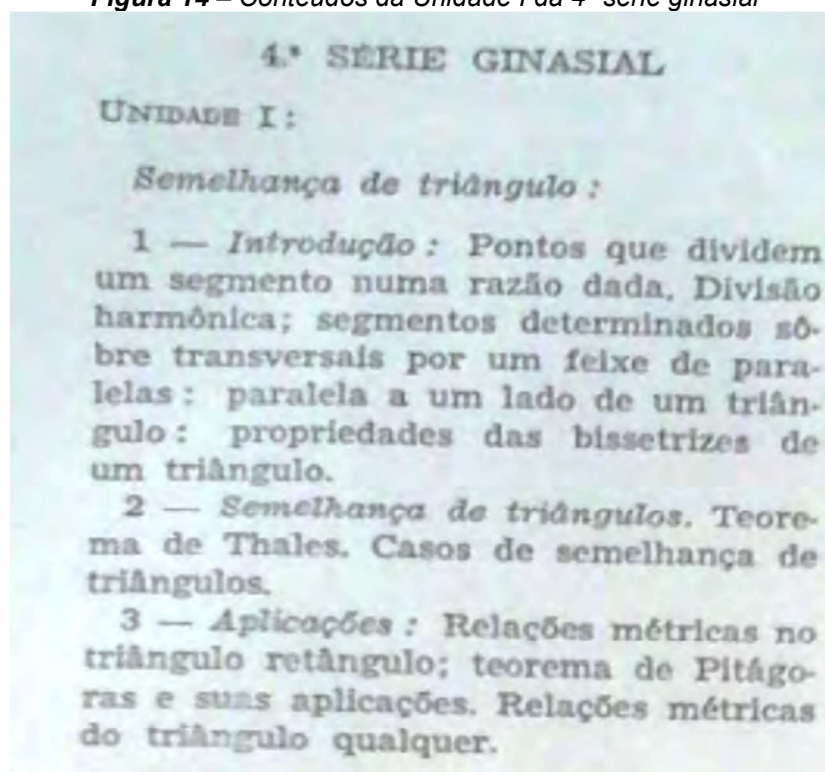 Figura 14 – Conteúdos da Unidade I da 4ª série ginasial
4.ª SÉRIE GINASIAL
UNIDADE I :
Semelhança de triângulo :
1 — Introdução : Pontos que dividem
um segmento numa razão dada. Divisão
harmônica; segmentos determinados sô-
bre transversais por um feixe de para-
lelas : paralela a um lado de um triân-
gulo : propriedades das bissetrizes de
um triângulo.
2 — Semelhança de triângulos. Teore-
ma de Thales. Casos de semelhança de
triângulos.
3 — Aplicações : Relações métricas no
triângulo retângulo; teorema de Pitágo-
ras e suas aplicações. Relações métricas
do triângulo qualquer.